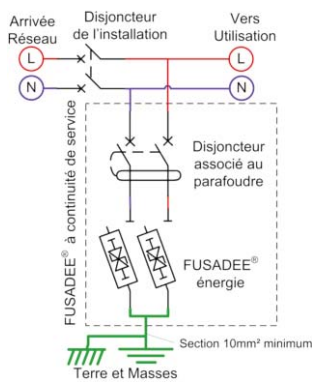 Arrivée
Réseau
Disjoncteur
de l'installation
Vers
Utilisation
L
L
N
N
FUSADEE® à continuité de service
Disjoncteur
associé au
parafoudre
FUSADEE®
énergie
Section 10mm² minimum
Terre et Masses